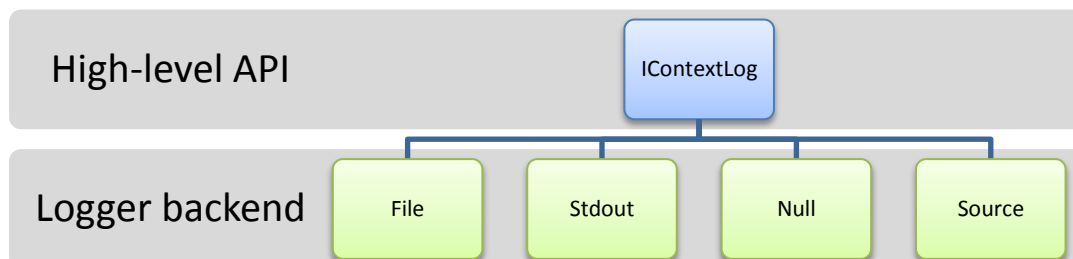 High-level API
IContextLog
Logger backend
File
Stdout
Null
Source